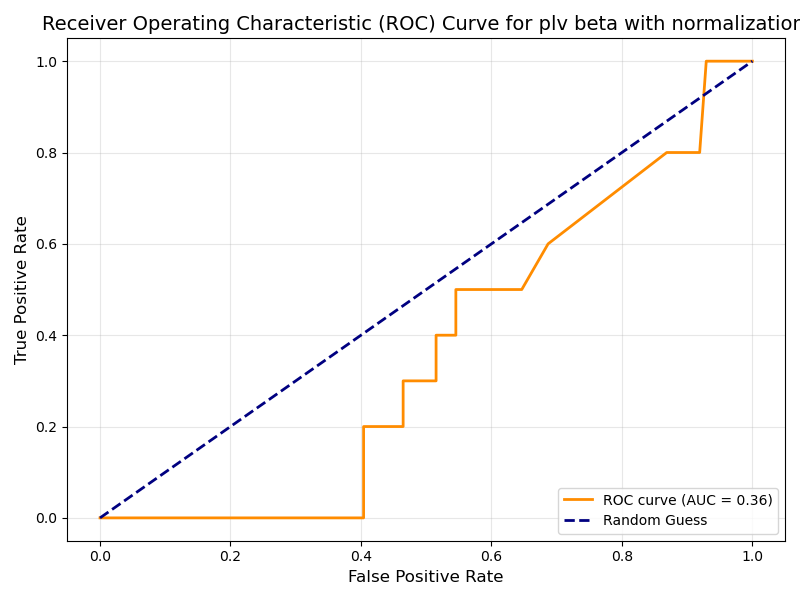 Receiver Operating Characteristic (ROC) Curve for plv beta with normalization
True Positive Rate
1.0
0.8
0.6
0.4
0.2
0.0
0.0 0.2 0.4 0.6 0.8 1.0
False Positive Rate
ROC curve (AUC = 0.36)
Random Guess